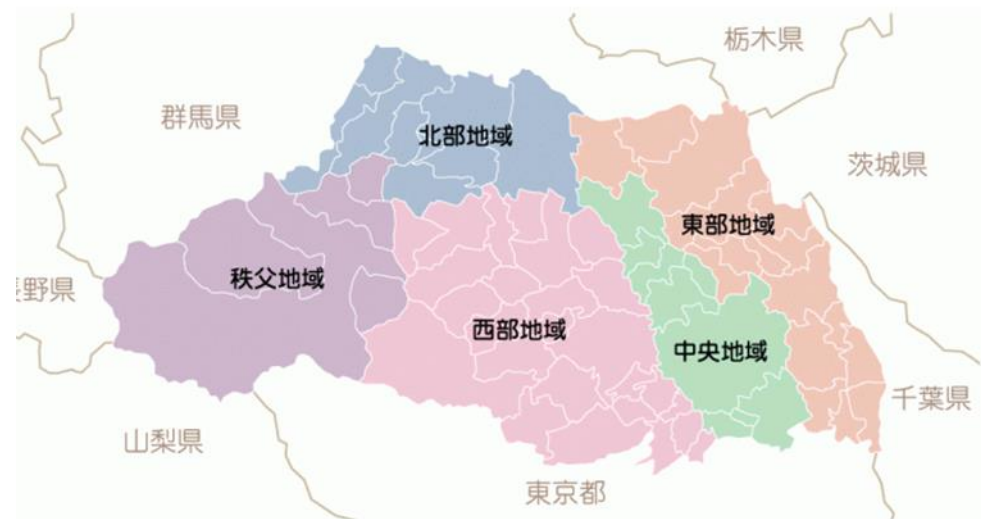 栃木県
群馬県
北部地域
茨城県
東部地域
秩父地域
長野県
西部地域
中央地域
千葉県
山梨県
東京都